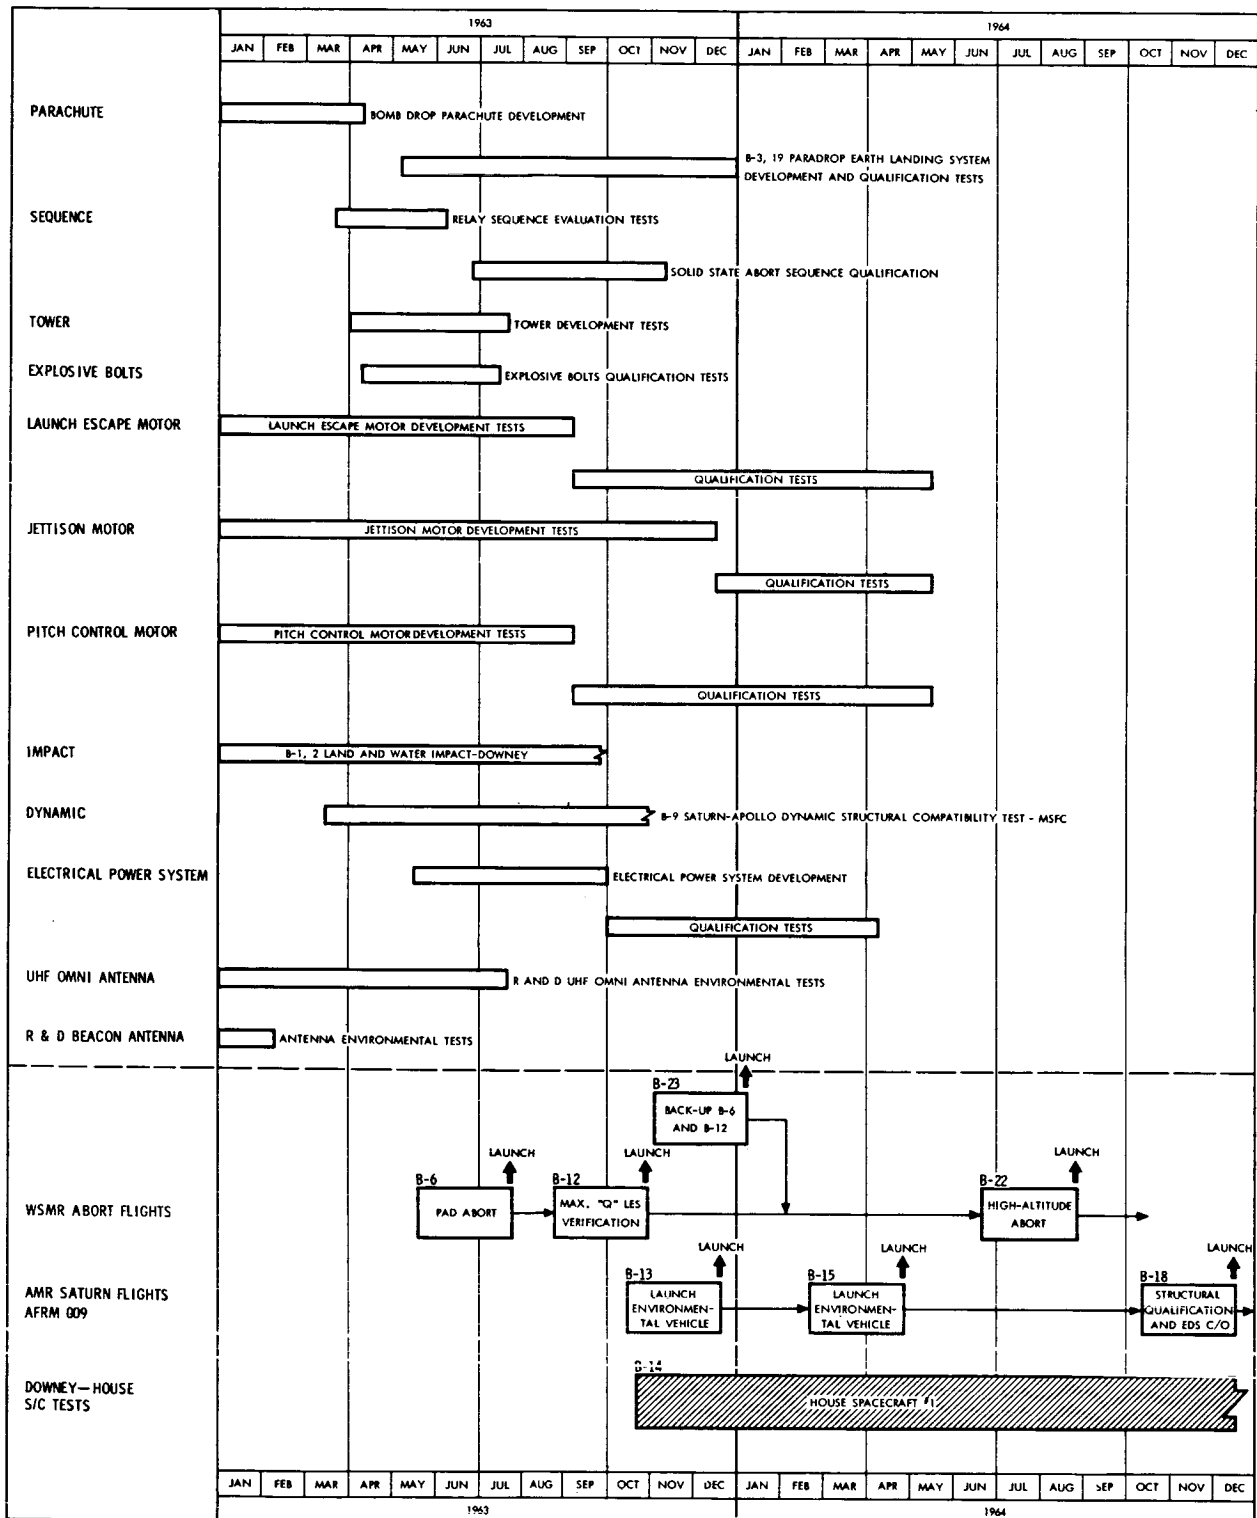 1963
1964
JAN FEB MAR APR MAY JUN JUL AUG SEP OCT NOV DEC JAN FEB MAR APR MAY JUN JUL AUG SEP OCT NOV DEC
PARACHUTE
BOMB DROP PARACHUTE DEVELOPMENT
B-3, 19 PARADROP EARTH LANDING SYSTEM
DEVELOPMENT AND QUALIFICATION TESTS
SEQUENCE
RELAY SEQUENCE EVALUATION TESTS
SOLID STATE ABORT SEQUENCE QUALIFICATION
TOWER
TOWER DEVELOPMENT TESTS
EXPLOSIVE BOLTS
EXPLOSIVE BOLTS QUALIFICATION TESTS
LAUNCH ESCAPE MOTOR
LAUNCH ESCAPE MOTOR DEVELOPMENT TESTS
QUALIFICATION TESTS
JETTISON MOTOR
JETTISON MOTOR DEVELOPMENT TESTS
QUALIFICATION TESTS
PITCH CONTROL MOTOR
PITCH CONTROL MOTOR DEVELOPMENT TESTS
QUALIFICATION TESTS
IMPACT
B-1, 2 LAND AND WATER IMPACT-DOWNEY
DYNAMIC
B-9 SATURN-APOLLO DYNAMIC STRUCTURAL COMPATIBILITY TEST - MSFC
ELECTRICAL POWER SYSTEM
ELECTRICAL POWER SYSTEM DEVELOPMENT
QUALIFICATION TESTS
UHF OMNI ANTENNA
R AND D UHF OMNI ANTENNA ENVIRONMENTAL TESTS
R & D BEACON ANTENNA
ANTENNA ENVIRONMENTAL TESTS
LAUNCH
B-23
BACK-UP B-6
AND B-12
WSMR ABORT FLIGHTS
B-6
LAUNCH
PAD ABORT
B-12
LAUNCH
MAX. "Q" LES
VERIFICATION
B-22
LAUNCH
HIGH-ALTITUDE
ABORT
AMR SATURN FLIGHTS
AFRM 009
B-13
LAUNCH
LAUNCH
ENVIRONMEN-
TAL VEHICLE
B-15
LAUNCH
LAUNCH
ENVIRONMEN-
TAL VEHICLE
B-18
LAUNCH
STRUCTURAL
QUALIFICATION
AND EDS C/O
DOWNEY—HOUSE
S/C TESTS
B-14
HOUSE SPACECRAFT #1
JAN FEB MAR APR MAY JUN JUL AUG SEP OCT NOV DEC JAN FEB MAR APR MAY JUN JUL AUG SEP OCT NOV DEC
1963
1964